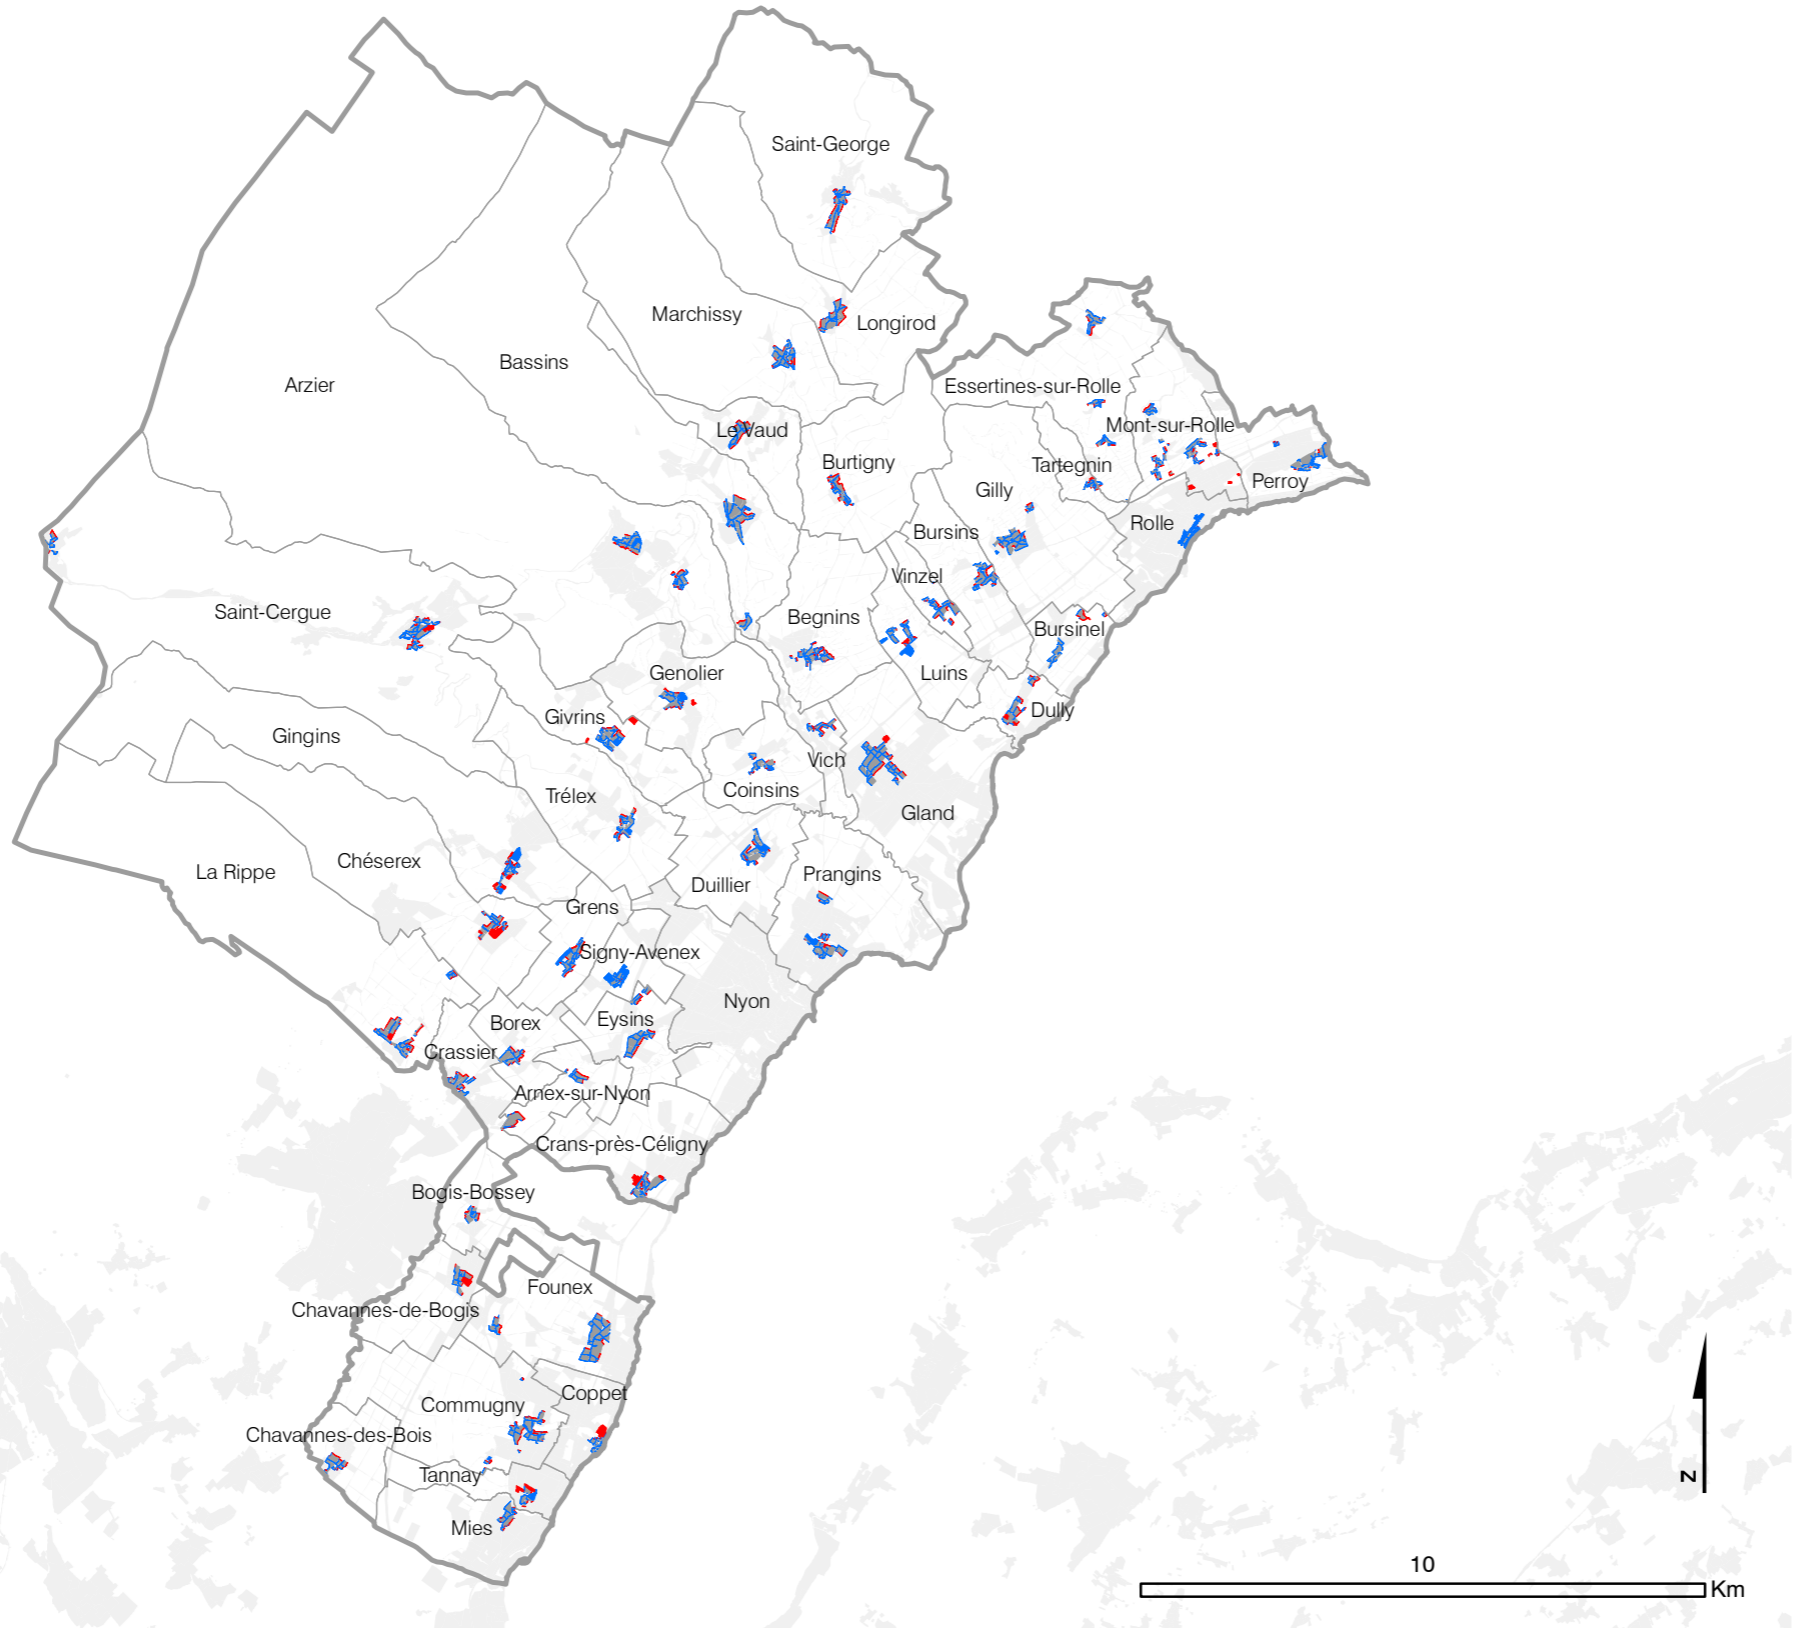 Saint-George
Marchissy
Longirod
Bassins
Arzier
Essertines-sur-Rolle
Le Vaud
Mont-sur-Rolle
Burtigny
Tartegnin
Perroy
Gilly
Rolle
Bursins
Vinzel
Saint-Cergue
Begnins
Bursinel
Genolier
Luins
Givrins
Dully
Gingins
Vich
Coinsins
Trélex
Gland
Chéserex
La Rippe
Duillier
Prangins
Grens
Signy-Avenex
Nyon
Borex
Eysins
Crassier
Arnex-sur-Nyon
Crans-près-Céligny
Bogis-Bossey
Founex
Chavannes-de-Bogis
Coppet
Commugny
Chavannes-des-Bois
Tannay
N
Mies
10
Km